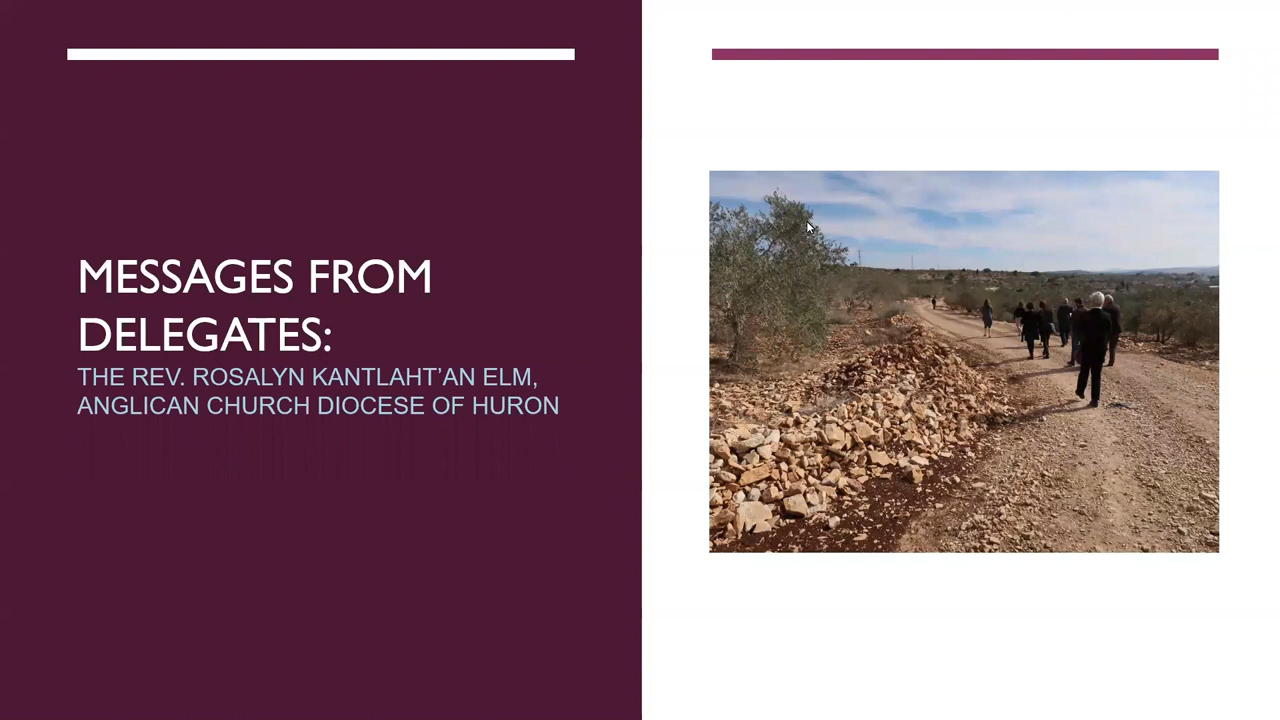 MESSAGES FROM
DELEGATES:
THE REV. ROSALYN KANTLAHT’AN ELM,
ANGLICAN CHURCH DIOCESE OF HURON